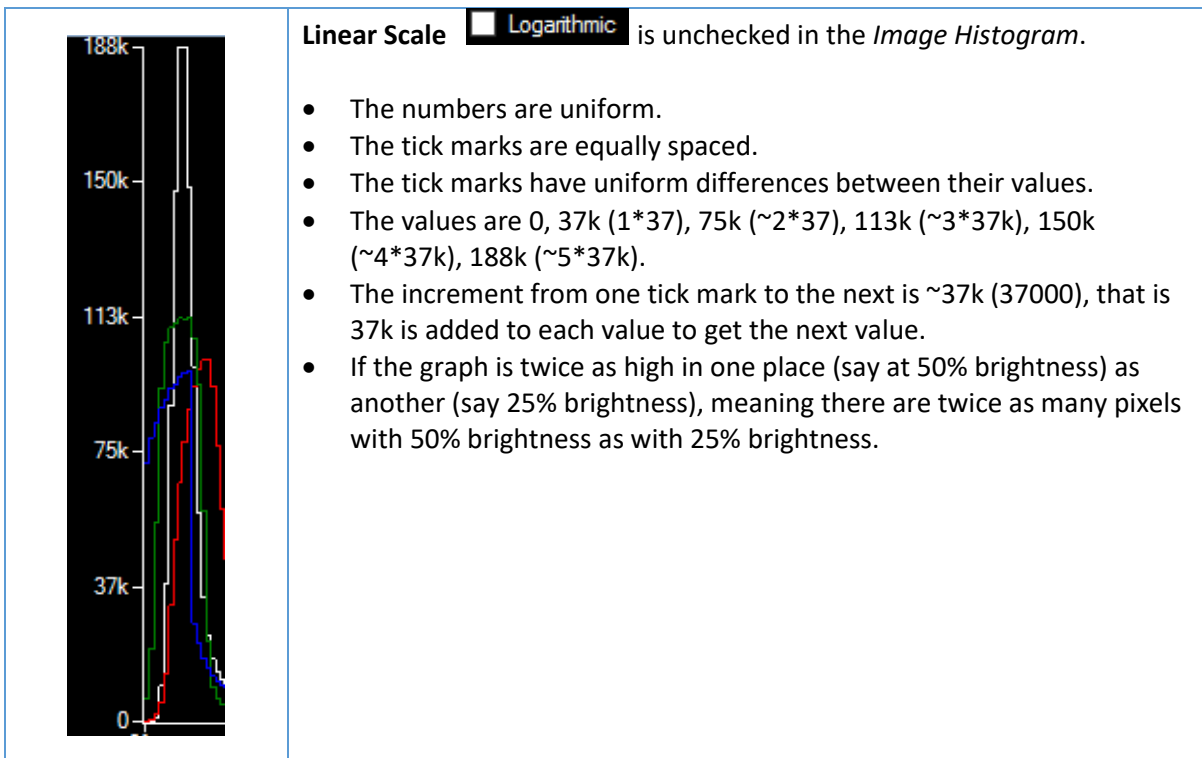 188k
150k
113k
75k
37k
0
Linear Scale Logarithmic is unchecked in the Image Histogram.
• The numbers are uniform.
• The tick marks are equally spaced.
• The tick marks have uniform differences between their values.
• The values are 0, 37k (1*37), 75k (~2*37), 113k (~3*37k), 150k
(~4*37k), 188k (~5*37k).
• The increment from one tick mark to the next is ~37k (37000), that is
37k is added to each value to get the next value.
• If the graph is twice as high in one place (say at 50% brightness) as
another (say 25% brightness), meaning there are twice as many pixels
with 50% brightness as with 25% brightness.